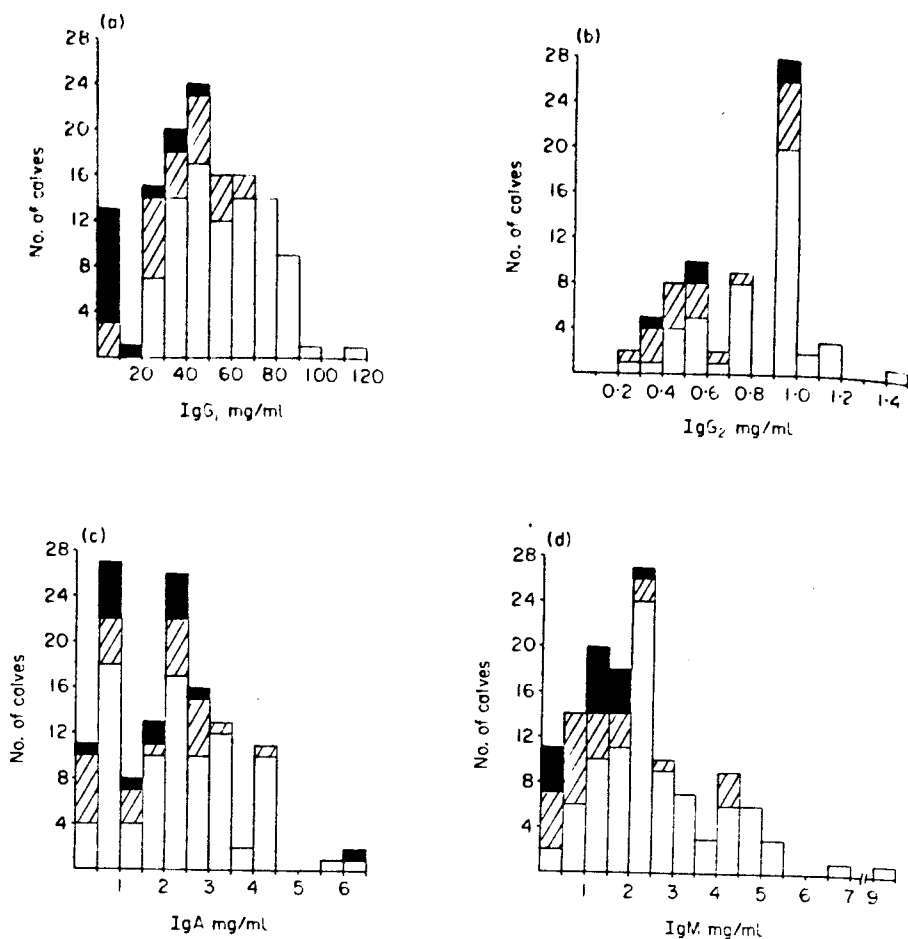 (a)
28
24
20
16
12
8
4
No. of calves
20 40 60 80 100 120
IgG₁ mg/ml
(b)
28
24
20
16
12
8
4
No. of calves
0·2 0·4 0·6 0·8 1·0 1·2 1·4
IgG₂ mg/ml
(c)
28
24
20
16
12
8
4
No. of calves
1 2 3 4 5 6
IgA mg/ml
(d)
28
24
20
16
12
8
4
No. of calves
1 2 3 4 5 6 7 9
IgM mg/ml